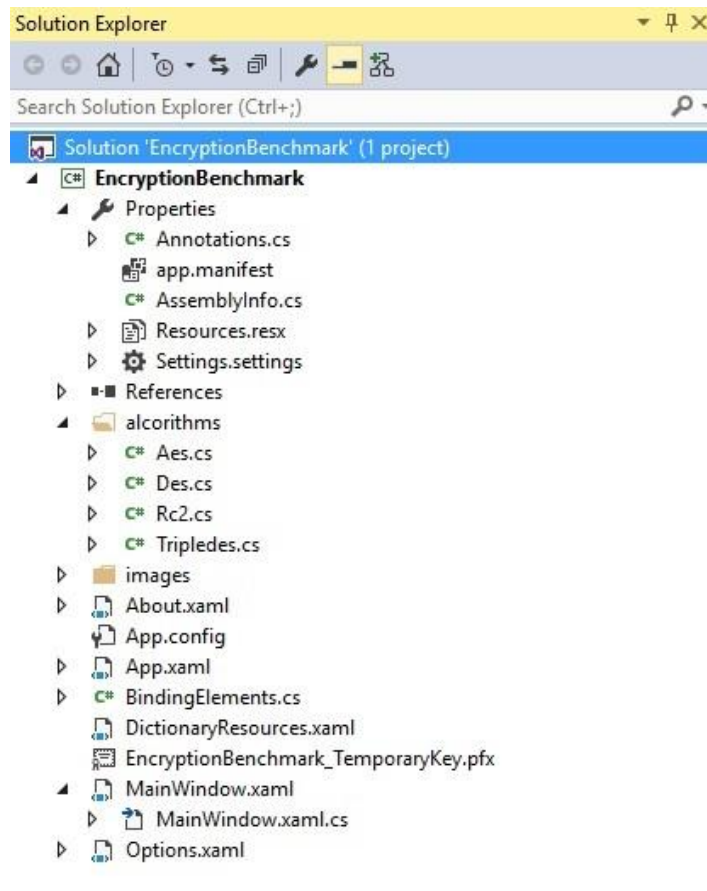 Solution Explorer
Search Solution Explorer (Ctrl+;)
Solution 'EncryptionBenchmark' (1 project)
C# EncryptionBenchmark
Properties
C# Annotations.cs
app.manifest
C# AssemblyInfo.cs
Resources.resx
Settings.settings
References
alcorithms
C# Aes.cs
C# Des.cs
C# Rc2.cs
C# Tripledes.cs
images
About.xaml
App.config
App.xaml
C# BindingElements.cs
DictionaryResources.xaml
EncryptionBenchmark_TemporaryKey.pfx
MainWindow.xaml
MainWindow.xaml.cs
Options.xaml